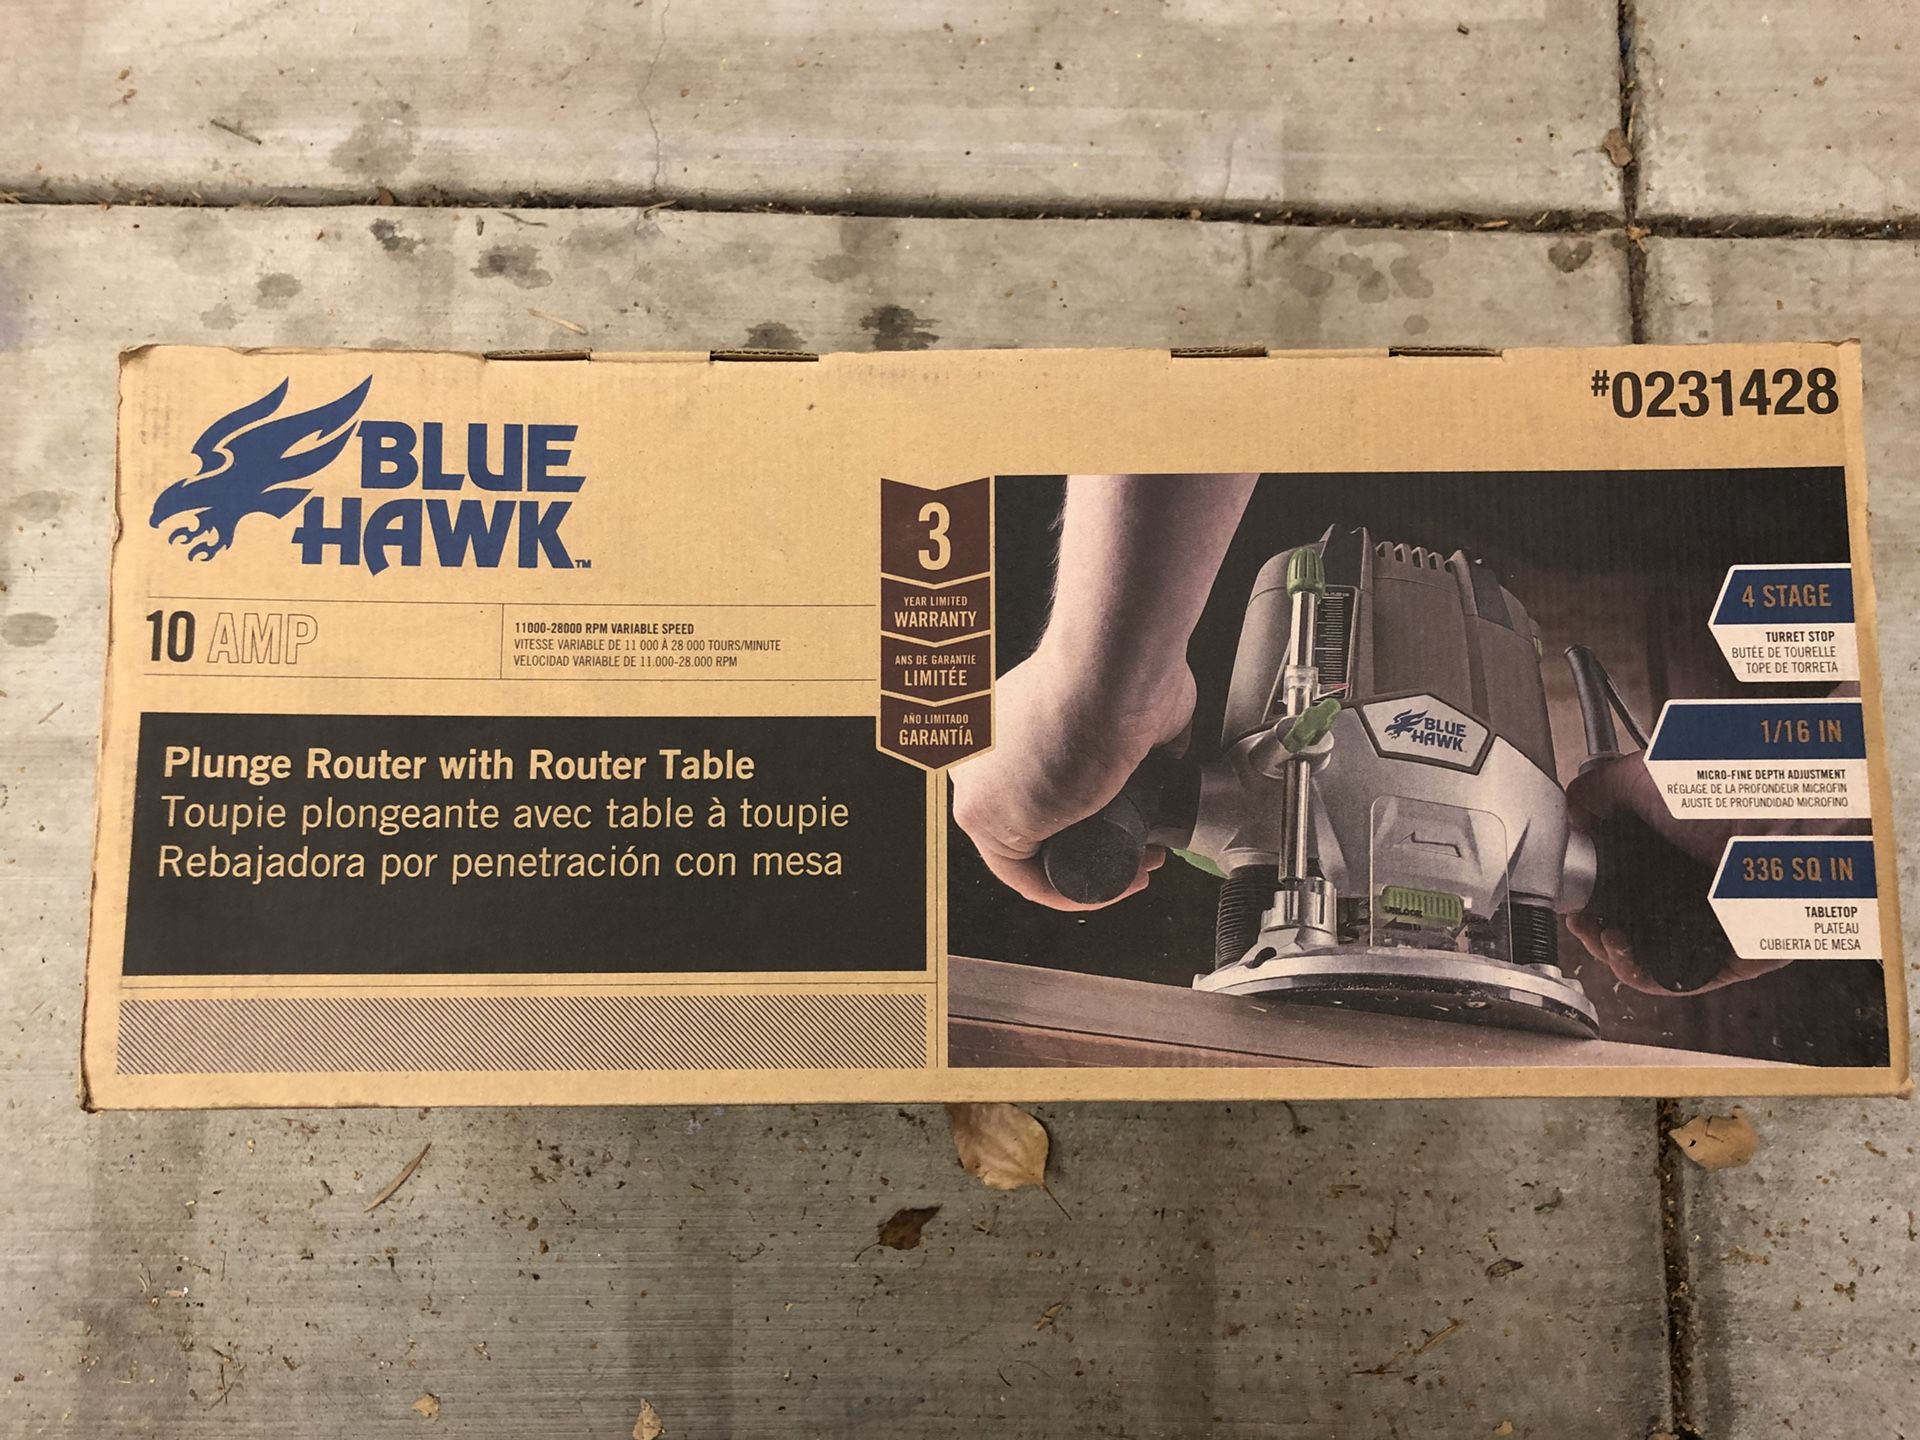 BLUE
HAWK™
#0231428
10 AMP
11000-28000 RPM VARIABLE SPEED
VITESSE VARIABLE DE 11 000 À 28 000 TOURS/MINUTE
VELOCIDAD VARIABLE DE 11.000-28.000 RPM
3
YEAR LIMITED
WARRANTY
ANS DE GARANTIE
LIMITÉE
AÑO LIMITADO
GARANTÍA
Plunge Router with Router Table
Toupie plongeante avec table à toupie
Rebajadora por penetración con mesa
BLUE
HAWK
UNLOCK
4 STAGE
TURRET STOP
BUTÉE DE TOURELLE
TOPE DE TORRETA
1/16 IN
MICRO-FINE DEPTH ADJUSTMENT
RÉGLAGE DE LA PROFONDEUR MICROFIN
AJUSTE DE PROFUNDIDAD MICROFINO
336 SQ IN
TABLETOP
PLATEAU
CUBIERTA DE MESA